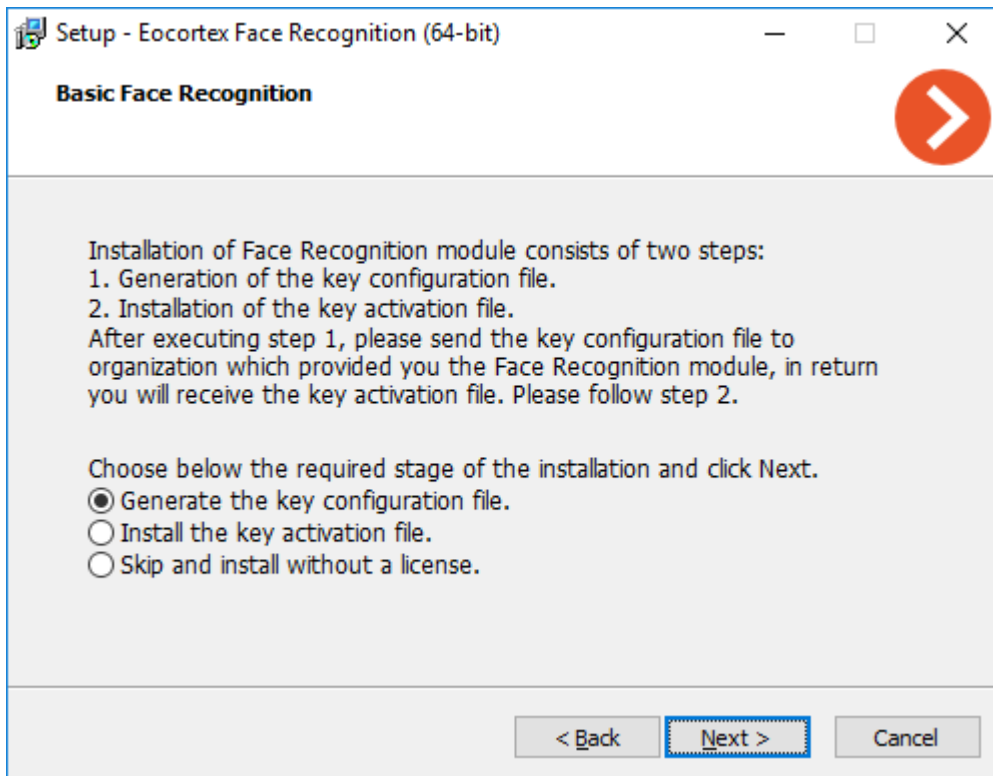 Setup - Eocortex Face Recognition (64-bit)
Basic Face Recognition
Installation of Face Recognition module consists of two steps:
1. Generation of the key configuration file.
2. Installation of the key activation file.
After executing step 1, please send the key configuration file to
organization which provided you the Face Recognition module, in return
you will receive the key activation file. Please follow step 2.
Choose below the required stage of the installation and click Next.
Generate the key configuration file.
Install the key activation file.
Skip and install without a license.
< Back Next > Cancel